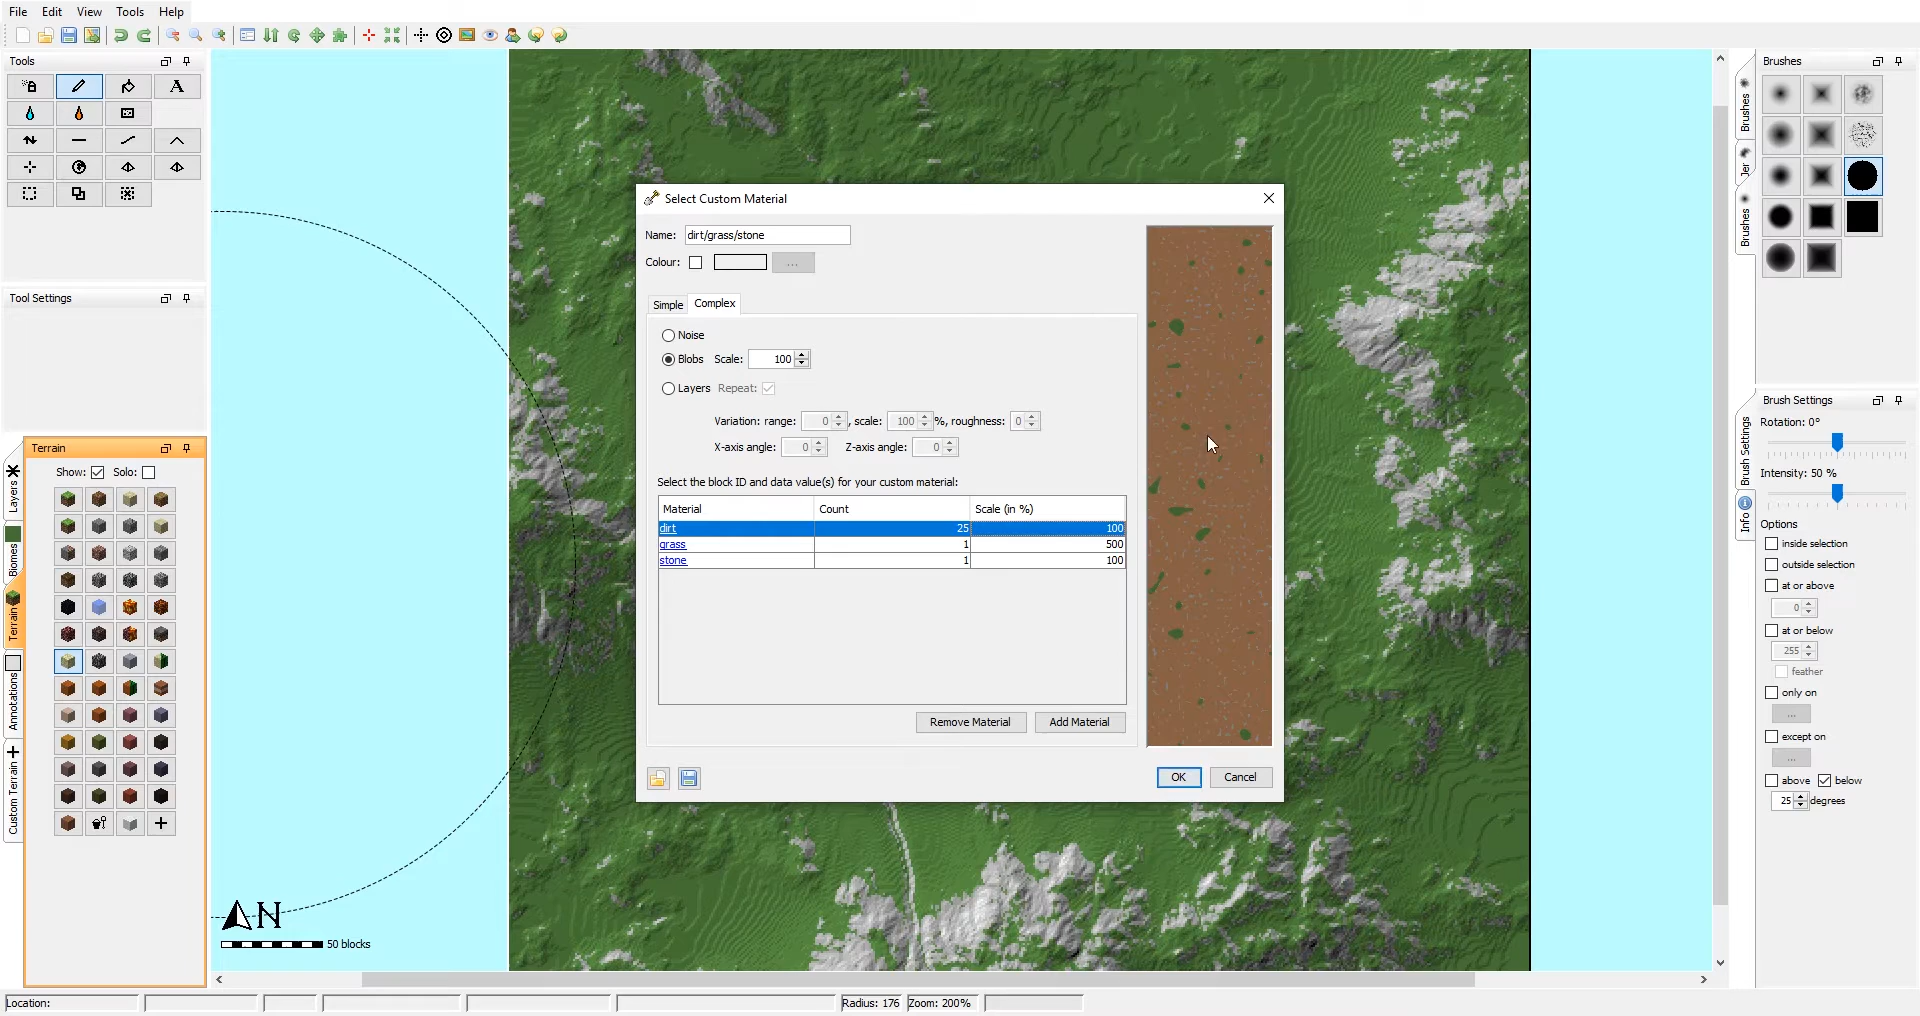 File Edit View Tools Help
Tools
A
Tool Settings
Terrain
Show: Solo:
Layers
Biomes
Terrain
Annotations
Custom Terrain
N
50 blocks
Select Custom Material
Name: dirt/grass/stone
Colour: ...
Simple Complex
Noise
Blobs Scale: 100
Layers Repeat:
Variation: range: 0 , scale: 100 %, roughness: 0
X-axis angle: 0 Z-axis angle: 0
Select the block ID and data value(s) for your custom material:
Material Count Scale (in %)
dirt 25 100
grass 1 500
stone 1 100
Remove Material Add Material
OK Cancel
Brushes
Brushes
Jer
Brushes
Brush Settings
Brush Settings
Info
Rotation: 0°
Intensity: 50 %
Options
inside selection
outside selection
at or above
0
at or below
255
feather
only on
...
except on
...
above below
25 degrees
Location: Radius: 176 Zoom: 200%